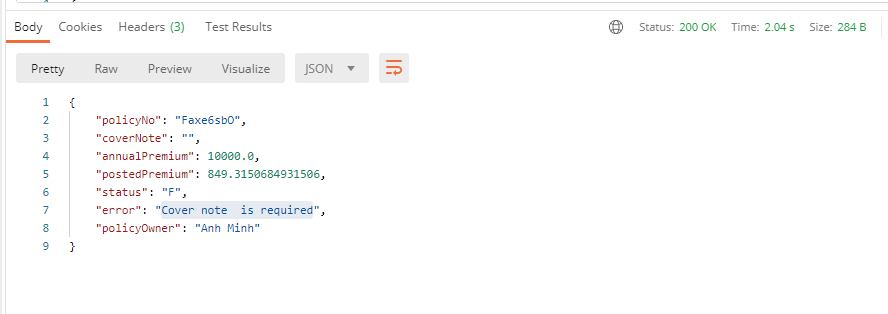 Body Cookies Headers (3) Test Results Status: 200 OK Time: 2.04 s Size: 284 B
Pretty Raw Preview Visualize JSON
1 {
2 "policyNo": "Faxe6sbO",
3 "coverNote": "",
4 "annualPremium": 10000.0,
5 "postedPremium": 849.3150684931506,
6 "status": "F",
7 "error": "Cover note  is required",
8 "policyOwner": "Anh Minh"
9 }